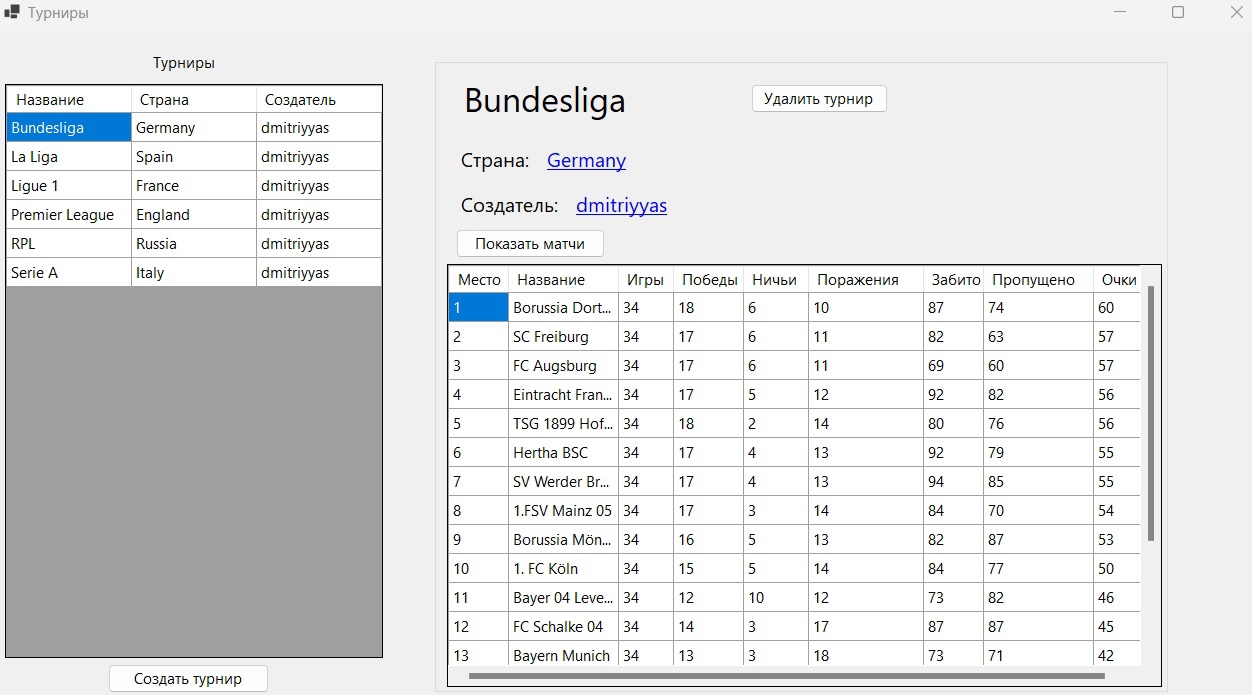 Турниры
Турниры
Название Страна Создатель
Bundesliga Germany dmitriyyas
La Liga Spain dmitriyyas
Ligue 1 France dmitriyyas
Premier League England dmitriyyas
RPL Russia dmitriyyas
Serie A Italy dmitriyyas
Создать турнир
Bundesliga
Удалить турнир
Страна: Germany
Создатель: dmitriyyas
Показать матчи
Место Название Игры Победы Ничьи Поражения Забито Пропущено Очки
1 Borussia Dort... 34 18 6 10 87 74 60
2 SC Freiburg 34 17 6 11 82 63 57
3 FC Augsburg 34 17 6 11 69 60 57
4 Eintracht Fran... 34 17 5 12 92 82 56
5 TSG 1899 Hof... 34 18 2 14 80 76 56
6 Hertha BSC 34 17 4 13 92 79 55
7 SV Werder Br... 34 17 4 13 94 85 55
8 1.FSV Mainz 05 34 17 3 14 84 70 54
9 Borussia Mön... 34 16 5 13 82 87 53
10 1. FC Köln 34 15 5 14 84 77 50
11 Bayer 04 Leve... 34 12 10 12 73 82 46
12 FC Schalke 04 34 14 3 17 87 87 45
13 Bayern Munich 34 13 3 18 73 71 42